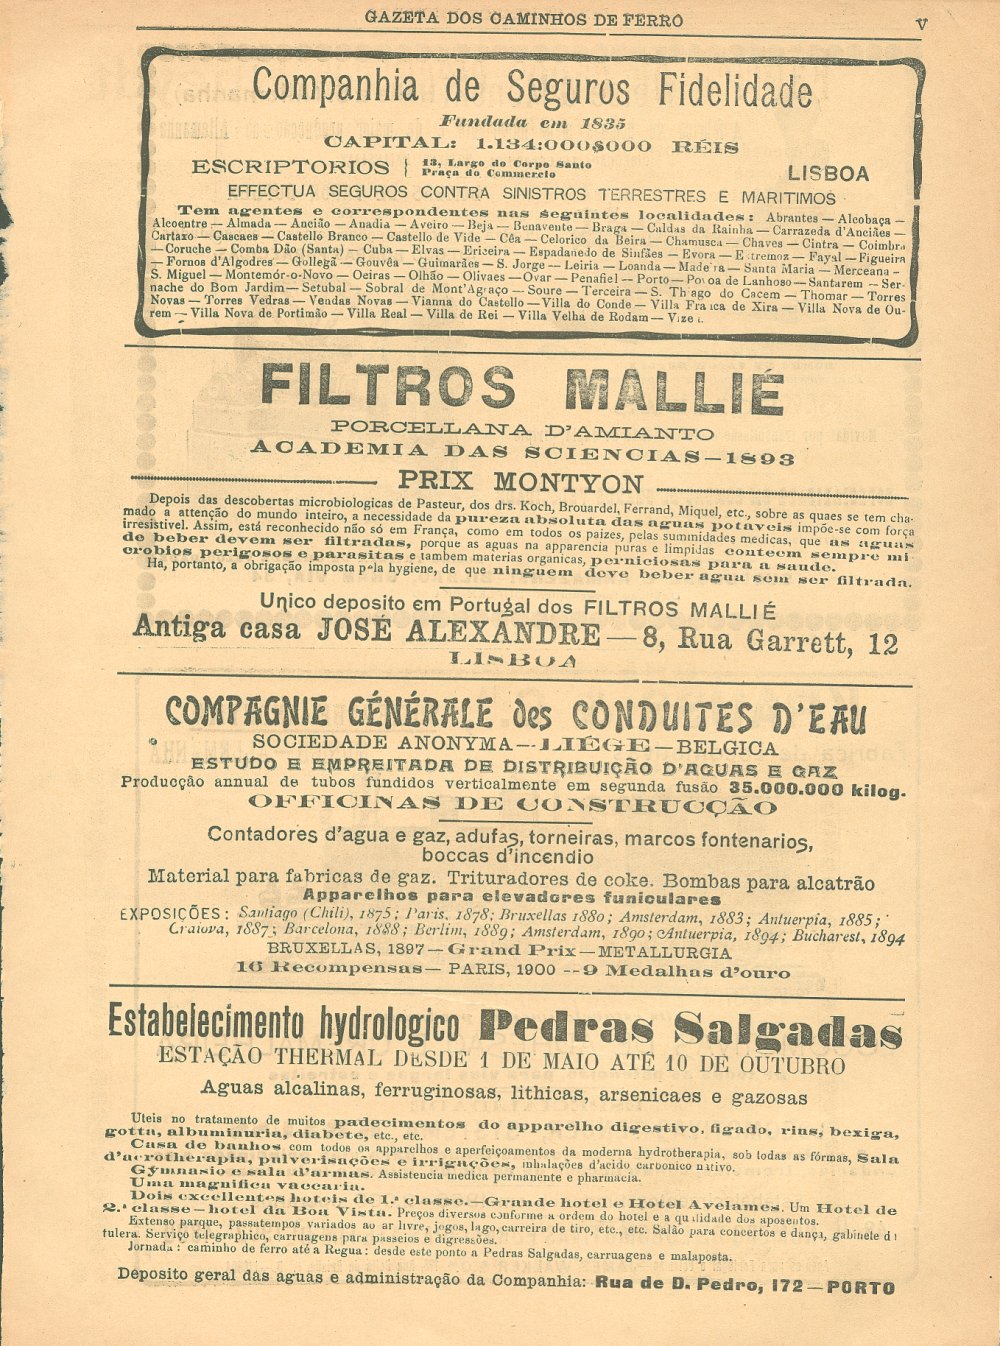 GAZETA DOS CAMINHOS DE FERRO
V
Companhia de Seguros Fidelidade
Fundada em 1835
CAPITAL: 1.134:000$000 RÉIS
ESCRIPTORIOS { 13, Largo do Corpo Santo
Praça do Commercio
LISBOA
EFFECTUA SEGUROS CONTRA SINISTROS TERRESTRES E MARITIMOS
Tem agentes e correspondentes nas seguintes localidades: Abrantes — Alcobaça —
Alcoentre — Almada — Ancião — Anadia — Aveiro — Beja — Benavente — Braga — Caldas da Rainha — Carrazeda d'Anciães —
Cartaxo — Cascaes — Castello Branco — Castello de Vide — Cêa — Celorico da Beira — Chamusca — Chaves — Cintra — Coimbra
— Coruche — Comba Dão (Santa) — Cuba — Elvas — Ericeira — Espadanedo de Sinfães — Evora — Estremoz — Fayal — Figueira
— Fornos d'Algodres — Gollegã — Gouvêa — Guimarães — S. Jorge — Leiria — Loanda — Madeira — Santa Maria — Merceana —
S. Miguel — Montemór-o-Novo — Oeiras — Olhão — Olivaes — Ovar — Penafiel — Porto — Povoa de Lanhoso — Santarem — Ser-
nache do Bom Jardim — Setubal — Sobral de Mont'Agraço — Soure — Terceira — S. Thiago do Cacem — Thomar — Torres
Novas — Torres Vedras — Vendas Novas — Vianna do Castello — Villa do Conde — Villa Franca de Xira — Villa Nova de Ou-
rem — Villa Nova de Portimão — Villa Real — Villa de Rei — Villa Velha de Rodam — Vizeu.
FILTROS MALLIÉ
PORCELLANA D'AMIANTO
ACADEMIA DAS SCIENCIAS—1893
PRIX MONTYON
Depois das descobertas microbiologicas de Pasteur, dos drs. Koch, Brouardel, Ferrand, Miquel, etc., sobre as quaes se tem cha-
mado a attenção do mundo inteiro, a necessidade da pureza absoluta das aguas potaveis impõe-se com força
irresistivel. Assim, está reconhecido não só em França, como em todos os paizes, pelas summidades medicas, que as aguas
de beber devem ser filtradas, porque as aguas na apparencia puras e limpidas conteem sempre mi-
crobios perigosos e parasitas e tambem materias organicas, perniciosas para a saude.
Ha, portanto, a obrigação imposta pela hygiene, de que ninguem deve beber agua sem ser filtrada.
Unico deposito em Portugal dos FILTROS MALLIÉ
Antiga casa JOSÉ ALEXANDRE — 8, Rua Garrett, 12
LISBOA
COMPAGNIE GÉNÉRALE des CONDUITES D'EAU
SOCIEDADE ANONYMA—LIÉGE—BELGICA
ESTUDO E EMPREITADA DE DISTRIBUIÇÃO D'AGUAS E GAZ
Producção annual de tubos fundidos verticalmente em segunda fusão 35.000.000 kilog.
OFFICINAS DE CONSTRUCÇÃO
Contadores d'agua e gaz, adufas, torneiras, marcos fontenarios,
boccas d'incendio
Material para fabricas de gaz. Trituradores de coke. Bombas para alcatrão
Apparelhos para elevadores funiculares
EXPOSIÇÕES: Santiago (Chili), 1875; Paris, 1878; Bruxellas 1880; Amsterdam, 1883; Antuerpia, 1885;
Craiova, 1887; Barcelona, 1888; Berlim, 1889; Amsterdam, 1890; Antuerpia, 1894; Bucharest, 1894
BRUXELLAS, 1897—Grand Prix—METALLURGIA
16 Recompensas— PARIS, 1900 --9 Medalhas d'ouro
Estabelecimento hydrologico Pedras Salgadas
ESTAÇÃO THERMAL DESDE 1 DE MAIO ATÉ 10 DE OUTUBRO
Aguas alcalinas, ferruginosas, lithicas, arsenicaes e gazosas
Uteis no tratamento de muitos padecimentos do apparelho digestivo, figado, rins, bexiga,
gotta, albuminuria, diabete, etc., etc.
Casa de banhos com todos os apparelhos e aperfeiçoamentos da moderna hydrotherapia, sob todas as fórmas, Sala
d'aerotherapia, pulverisações e irrigações, inhalações d'acido carbonico nativo.
Gymnasio e sala d'armas. Assistencia medica permanente e pharmacia.
Uma magnifica vaccaria.
Dois excellentes hoteis de 1.ª classe.—Grande hotel e Hotel Avelames. Um Hotel de
2.ª classe—hotel da Boa Vista. Preços diversos conforme a ordem do hotel e a qualidade dos aposentos.
Extenso parque, passatempos variados ao ar livre, jogos, lago, carreira de tiro, etc., etc. Salão para concertos e dança, gabinete di
tulera. Serviço telegraphico, carruagens para passeios e digressões.
Jornada: caminho de ferro até a Regua: desde este ponto a Pedras Salgadas, carruagens e malaposta.
Deposito geral das aguas e administração da Companhia: Rua de D. Pedro, 172—PORTO